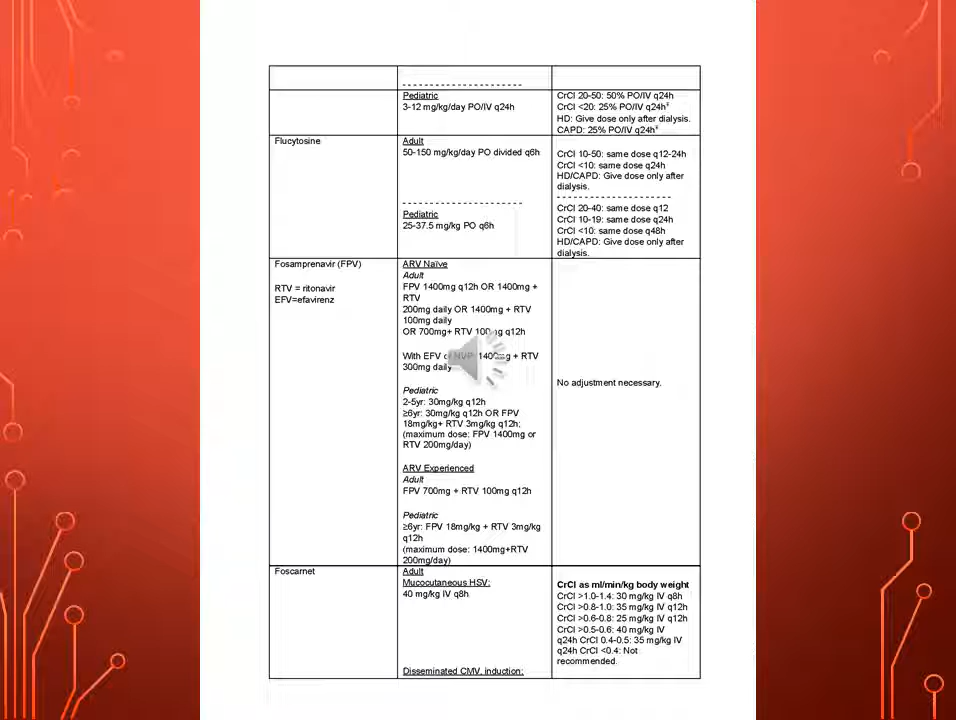 - - - - - - - - - - - - - - - - - - - - - -
Pediatric
3-12 mg/kg/day PO/IV q24h
CrCl 20-50: 50% PO/IV q24h
CrCl <20: 25% PO/IV q24h
HD: Give dose only after dialysis.
CAPD: 25% PO/IV q24h
Flucytosine
Adult
50-150 mg/kg/day PO divided q6h
- - - - - - - - - - - - - - - - - - - - - -
Pediatric
25-37.5 mg/kg PO q6h
CrCl 10-50: same dose q12-24h
CrCl <10: same dose q24h
HD/CAPD: Give dose only after
dialysis.
- - - - - - - - - - - - - - - - - - - - -
CrCl 20-40: same dose q12
CrCl 10-19: same dose q24h
CrCl <10: same dose q48h
HD/CAPD: Give dose only after
dialysis.
Fosamprenavir (FPV)
RTV = ritonavir
EFV=efavirenz
ARV Naïve
Adult
FPV 1400mg q12h OR 1400mg +
RTV
200mg daily OR 1400mg + RTV
100mg daily
OR 700mg+ RTV 100mg q12h
With EFV or NVP: 1400mg + RTV
300mg daily
Pediatric
2-5yr: 30mg/kg q12h
≥6yr: 30mg/kg q12h OR FPV
18mg/kg+ RTV 3mg/kg q12h;
(maximum dose: FPV 1400mg or
RTV 200mg/day)
ARV Experienced
Adult
FPV 700mg + RTV 100mg q12h
Pediatric
≥6yr: FPV 18mg/kg + RTV 3mg/kg
q12h
(maximum dose: 1400mg+RTV
200mg/day)
No adjustment necessary.
Foscarnet
Adult
Mucocutaneous HSV:
40 mg/kg IV q8h
Disseminated CMV, induction:
CrCl as ml/min/kg body weight
CrCl >1.0-1.4: 30 mg/kg IV q8h
CrCl >0.8-1.0: 35 mg/kg IV q12h
CrCl >0.6-0.8: 25 mg/kg IV q12h
CrCl >0.5-0.6: 40 mg/kg IV
q24h CrCl 0.4-0.5: 35 mg/kg IV
q24h CrCl <0.4: Not
recommended.